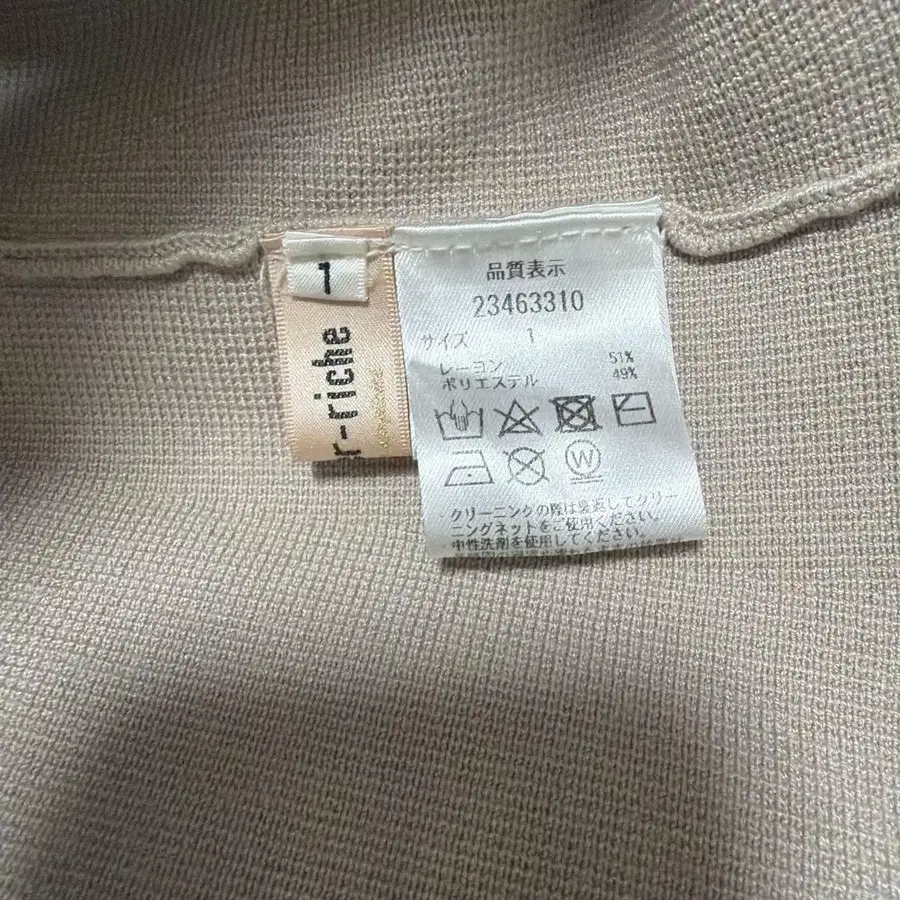 1
r-riche
品質表示
23463310
サイズ 1
レーヨン 51%
ポリエステル 49%
W
・クリーニングの際は裏返してクリー
ニングネットをご使用ください。
・中性洗剤を使用してください。